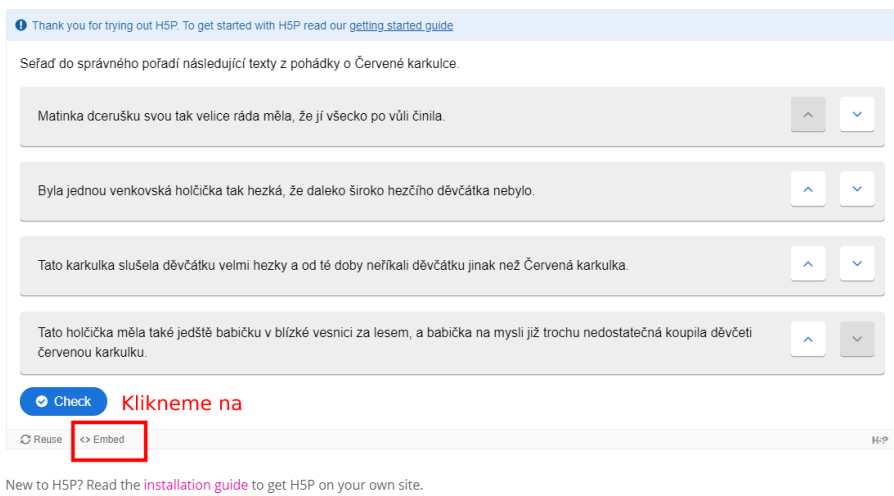 Thank you for trying out H5P. To get started with H5P read our getting started guide
Seřaď do správného pořadí následující texty z pohádky o Červené karkulce.
Matinka dcerušku svou tak velice ráda měla, že jí všecko po vůli činila.
Byla jednou venkovská holčička tak hezká, že daleko široko hezčího děvčátka nebylo.
Tato karkulka slušela děvčátku velmi hezky a od té doby neříkali děvčátku jinak než Červená karkulka.
Tato holčička měla také jedště babičku v blízké vesnici za lesem, a babička na mysli již trochu nedostatečná koupila děvčeti
červenou karkulku.
Check Klikneme na
Reuse <> Embed H5P
New to H5P? Read the installation guide to get H5P on your own site.